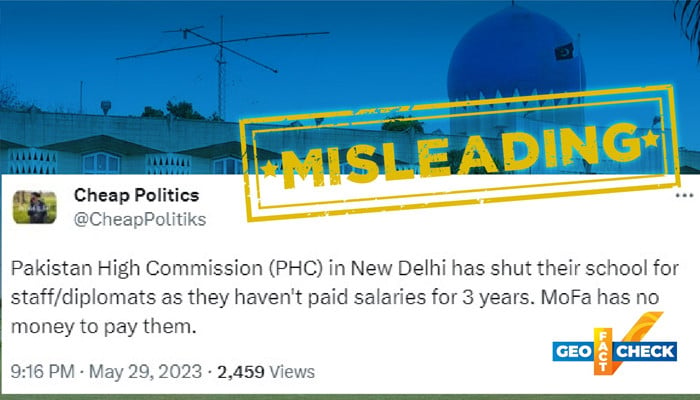 MISLEADING
Cheap Politics
@CheapPolitiks
Pakistan High Commission (PHC) in New Delhi has shut their school for
staff/diplomats as they haven't paid salaries for 3 years. MoFa has no
money to pay them.
9:16 PM · May 29, 2023 · 2,459 Views
GEO FACT CHECK